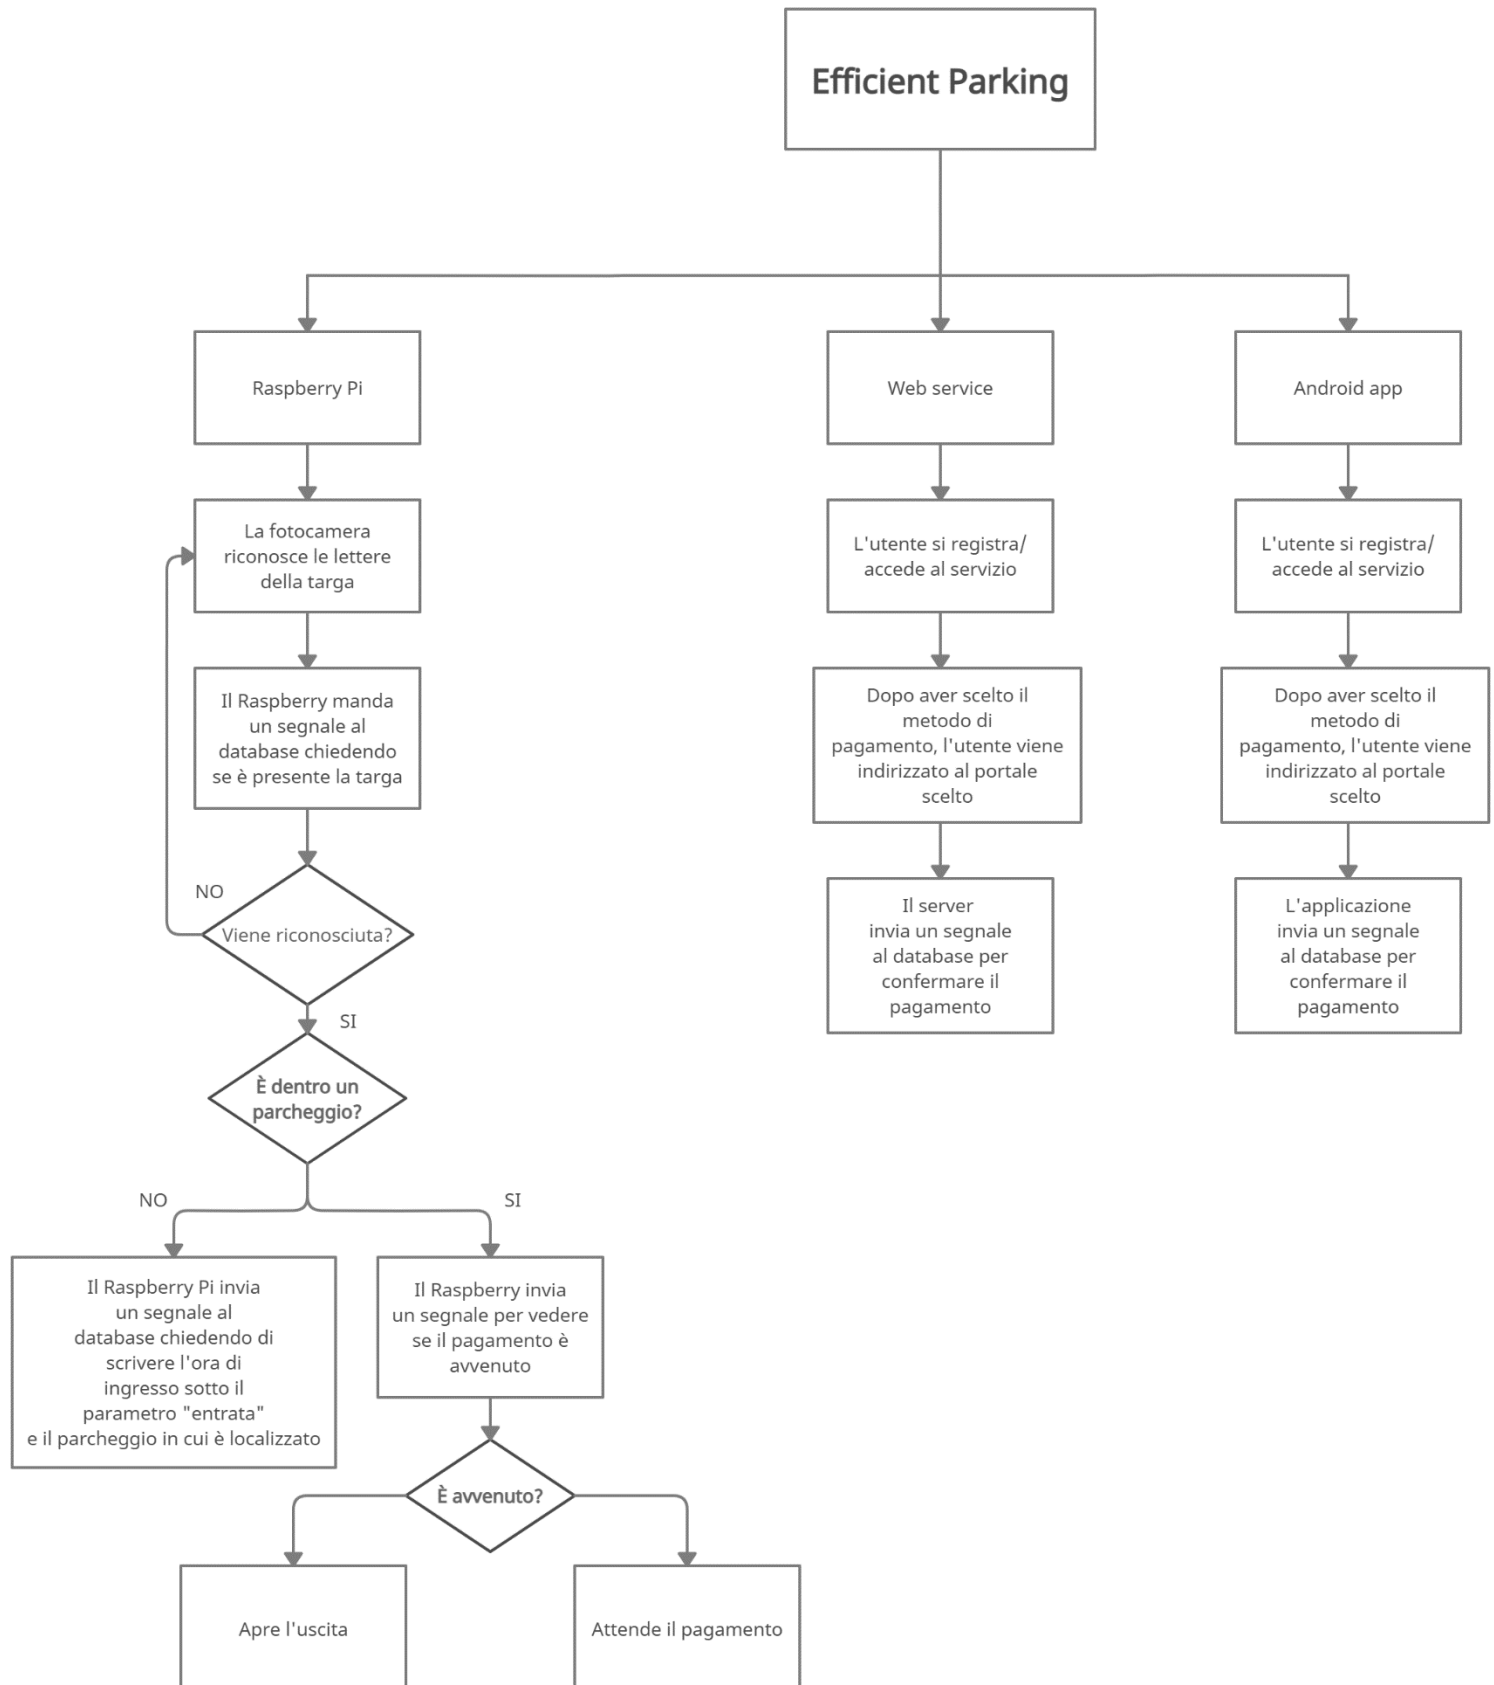 Efficient Parking
Raspberry Pi
Web service
Android app
La fotocamera
riconosce le lettere
della targa
L'utente si registra/
accede al servizio
L'utente si registra/
accede al servizio
Il Raspberry manda
un segnale al
database chiedendo
se è presente la targa
Dopo aver scelto il
metodo di
pagamento, l'utente viene
indirizzato al portale
scelto
Dopo aver scelto il
metodo di
pagamento, l'utente viene
indirizzato al portale
scelto
NO
Viene riconosciuta?
SI
Il server
invia un segnale
al database per
confermare il
pagamento
L'applicazione
invia un segnale
al database per
confermare il
pagamento
È dentro un
parcheggio?
NO
SI
Il Raspberry Pi invia
un segnale al
database chiedendo di
scrivere l'ora di
ingresso sotto il
parametro "entrata"
e il parcheggio in cui è localizzato
Il Raspberry invia
un segnale per vedere
se il pagamento è
avvenuto
È avvenuto?
Apre l'uscita
Attende il pagamento